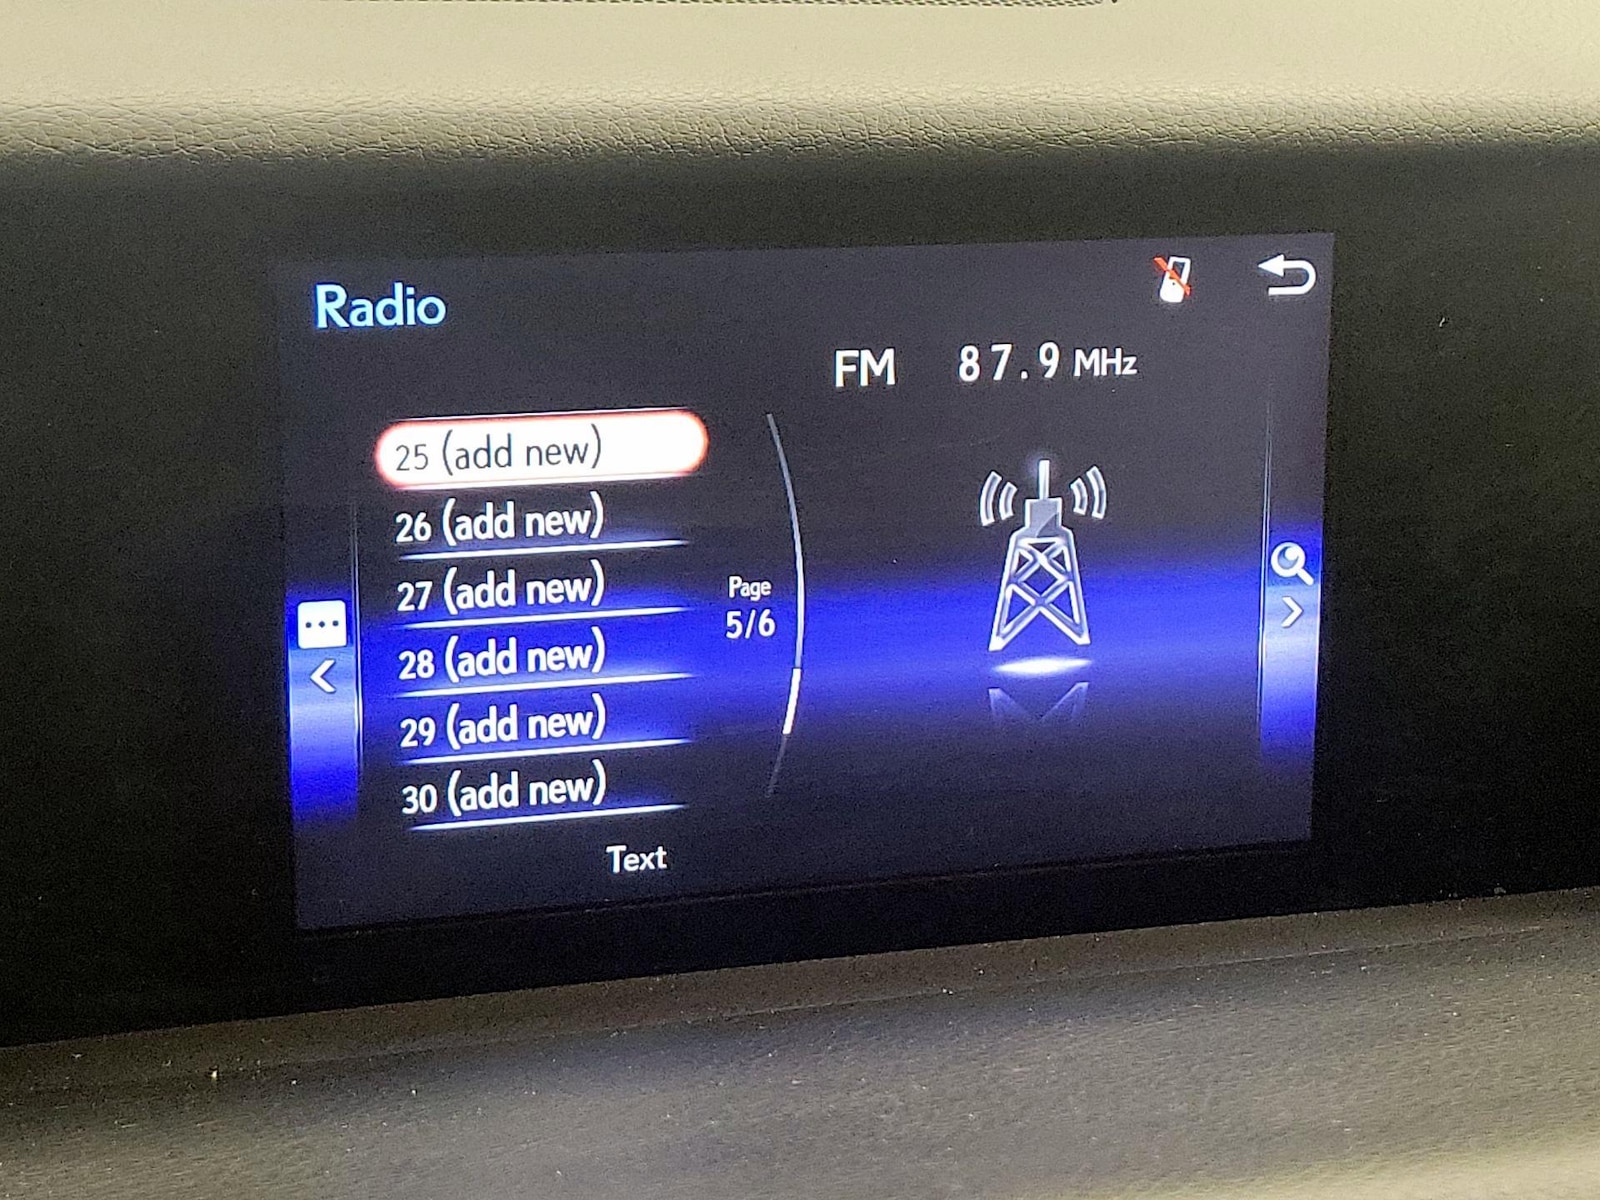 Radio
FM 87.9 MHz
25 (add new)
26 (add new)
27 (add new)
28 (add new)
29 (add new)
30 (add new)
Page
5/6
Text